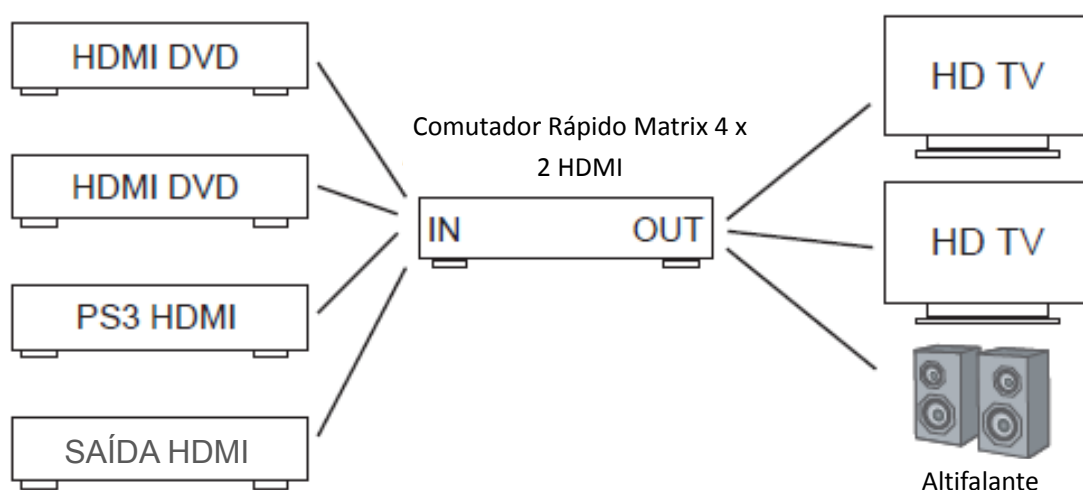 HDMI DVD
HDMI DVD
PS3 HDMI
SAÍDA HDMI
Comutador Rápido Matrix 4 x
2 HDMI
IN OUT
HD TV
HD TV
Altifalante